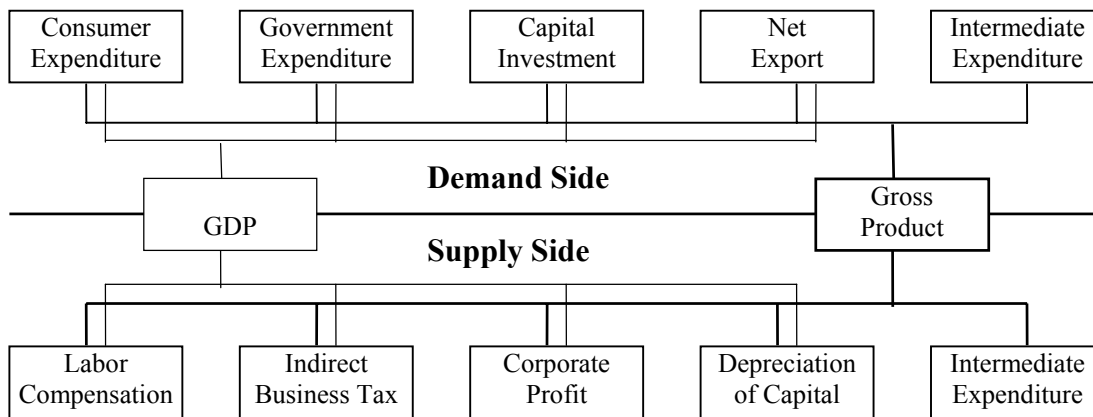 Consumer
Expenditure
Government
Expenditure
Capital
Investment
Net
Export
Intermediate
Expenditure
Demand Side
GDP
Gross
Product
Supply Side
Labor
Compensation
Indirect
Business Tax
Corporate
Profit
Depreciation
of Capital
Intermediate
Expenditure